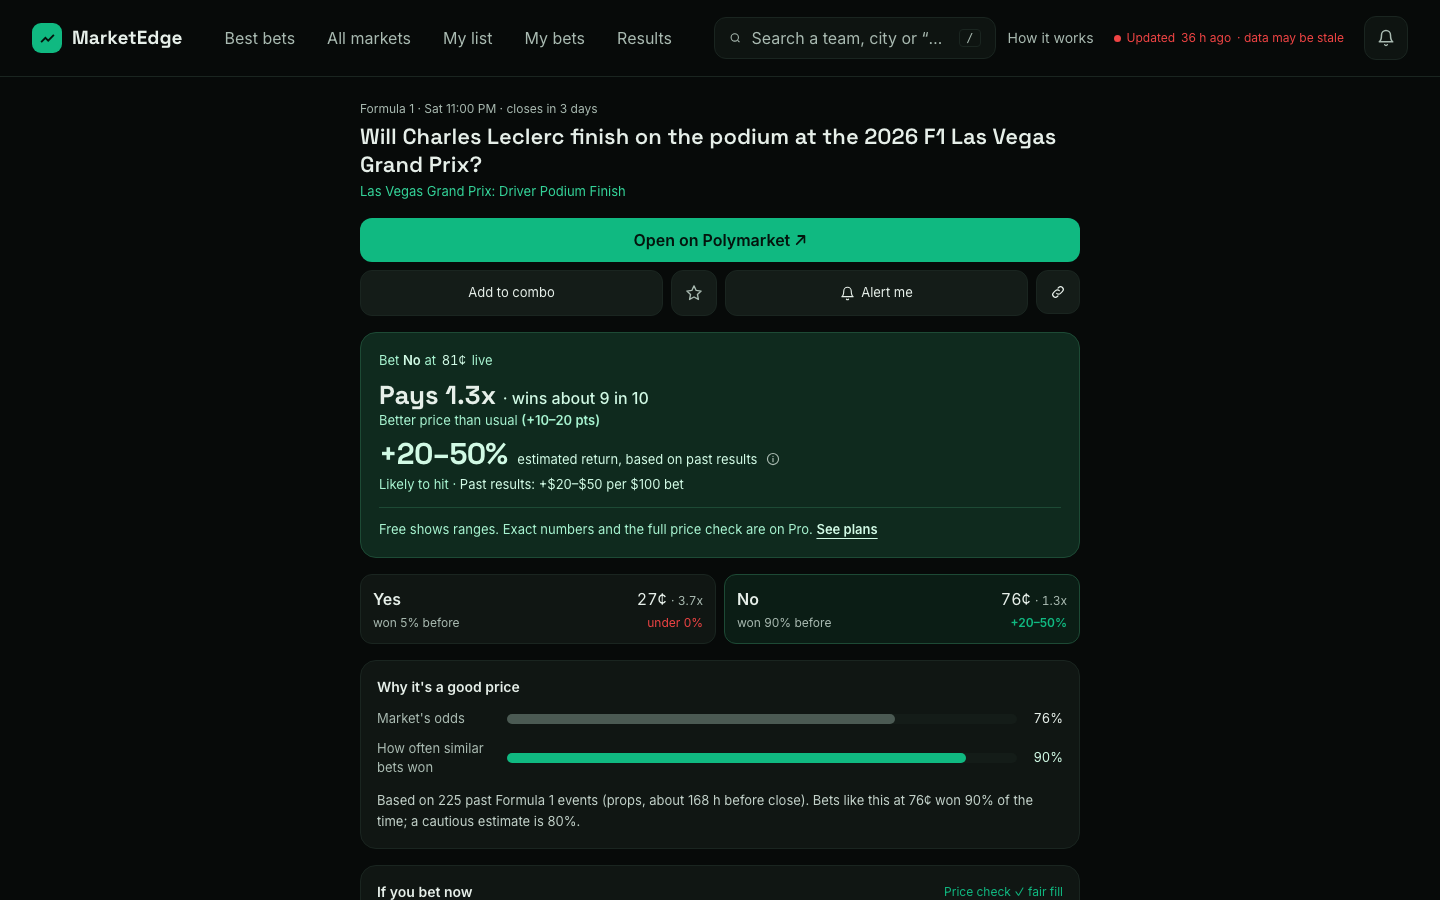 MarketEdge
Best bets
All markets
My list
My bets
Results
Search a team, city or “…
/
How it works
Updated 36 h ago · data may be stale
Formula 1 · Sat 11:00 PM · closes in 3 days
Will Charles Leclerc finish on the podium at the 2026 F1 Las Vegas
Grand Prix?
Las Vegas Grand Prix: Driver Podium Finish
Open on Polymarket ↗
Add to combo
Alert me
Bet No at 81¢ live
Pays 1.3x · wins about 9 in 10
Better price than usual (+10–20 pts)
+20–50% estimated return, based on past results
Likely to hit · Past results: +$20–$50 per $100 bet
Free shows ranges. Exact numbers and the full price check are on Pro. See plans
Yes
27¢ · 3.7x
won 5% before
under 0%
No
76¢ · 1.3x
won 90% before
+20–50%
Why it's a good price
Market's odds
76%
How often similar
bets won
90%
Based on 225 past Formula 1 events (props, about 168 h before close). Bets like this at 76¢ won 90% of the
time; a cautious estimate is 80%.
If you bet now
Price check ✓ fair fill